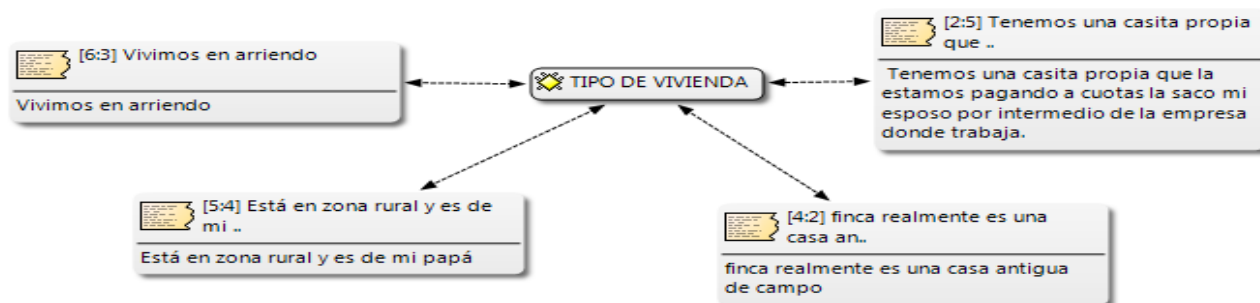 [6:3] Vivimos en arriendo
Vivimos en arriendo
TIPO DE VIVIENDA
[2:5] Tenemos una casita propia
que ..
Tenemos una casita propia que la
estamos pagando a cuotas la saco mi
esposo por intermedio de la empresa
donde trabaja.
[5:4] Está en zona rural y es de
mi ..
Está en zona rural y es de mi papá
[4:2] finca realmente es una
casa an..
finca realmente es una casa antigua
de campo